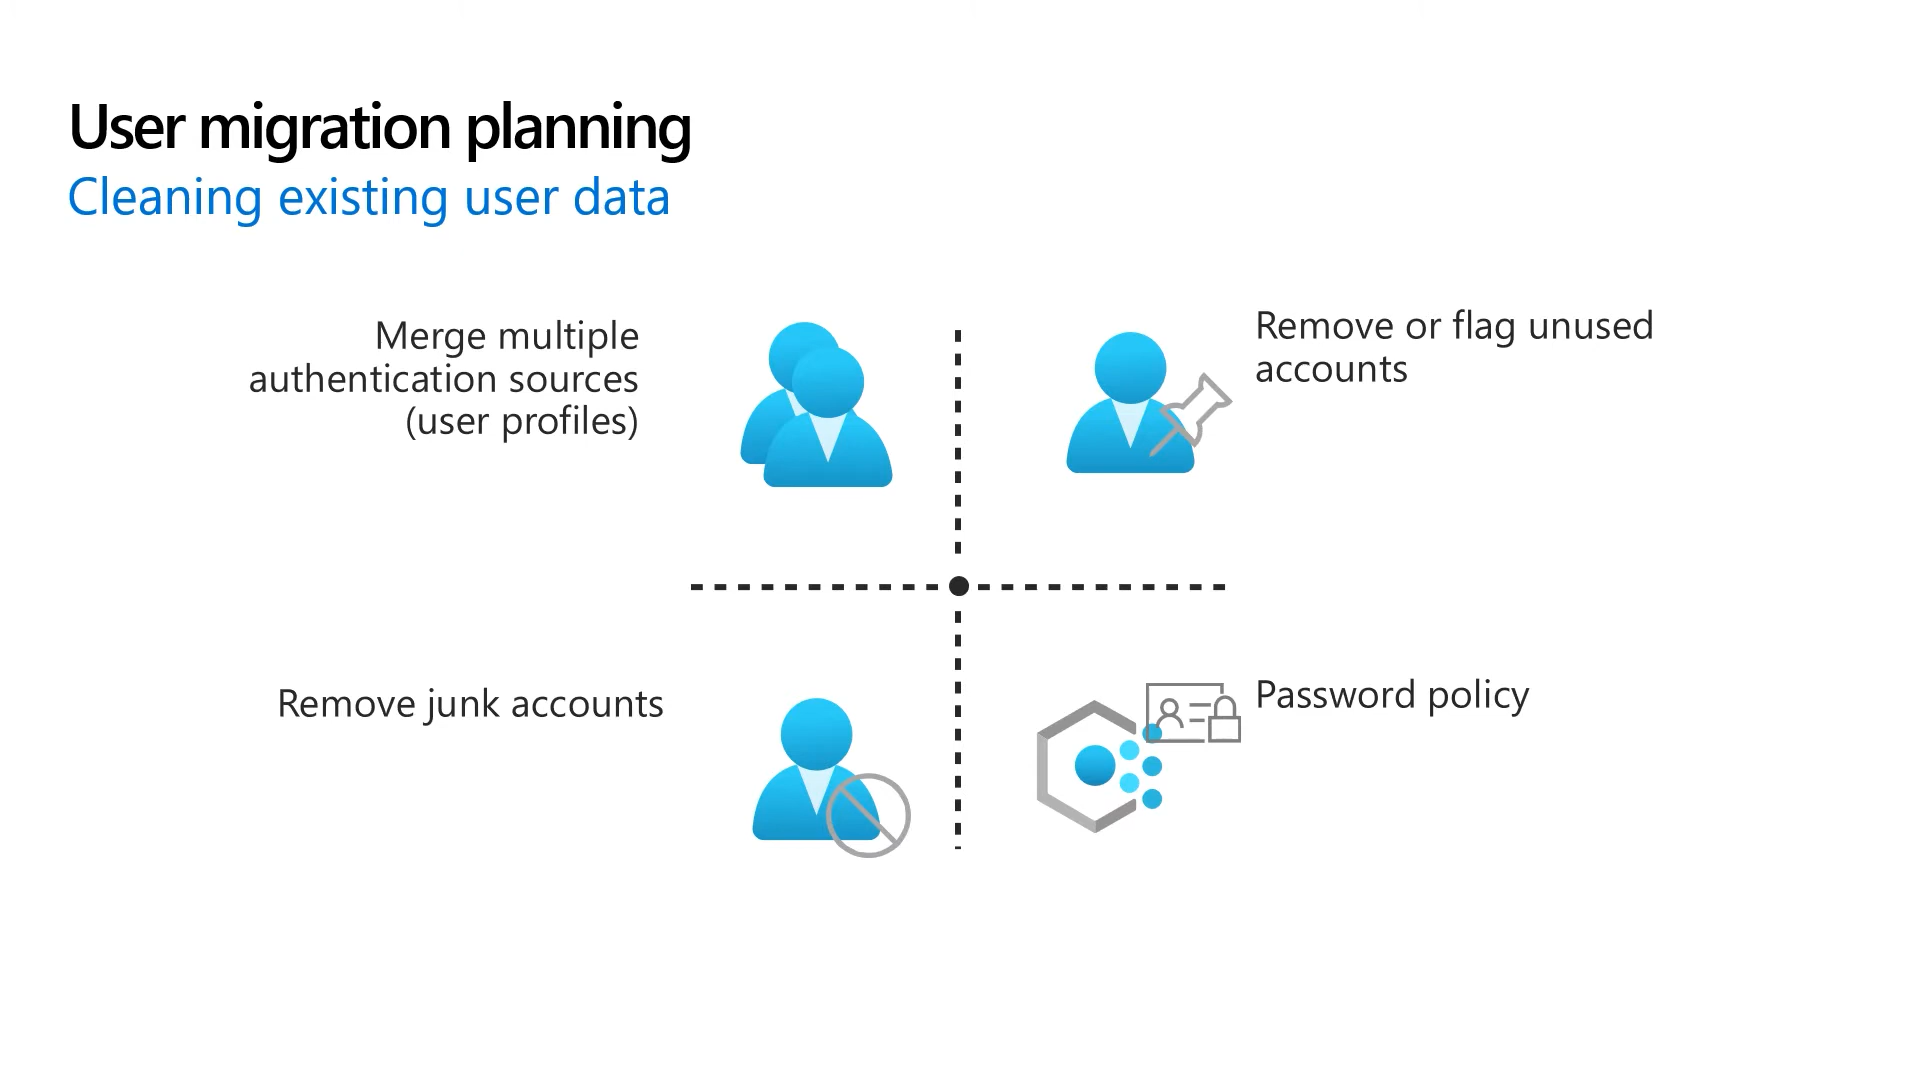 User migration planning
Cleaning existing user data
Merge multiple
authentication sources
(user profiles)
Remove or flag unused
accounts
Remove junk accounts
Password policy